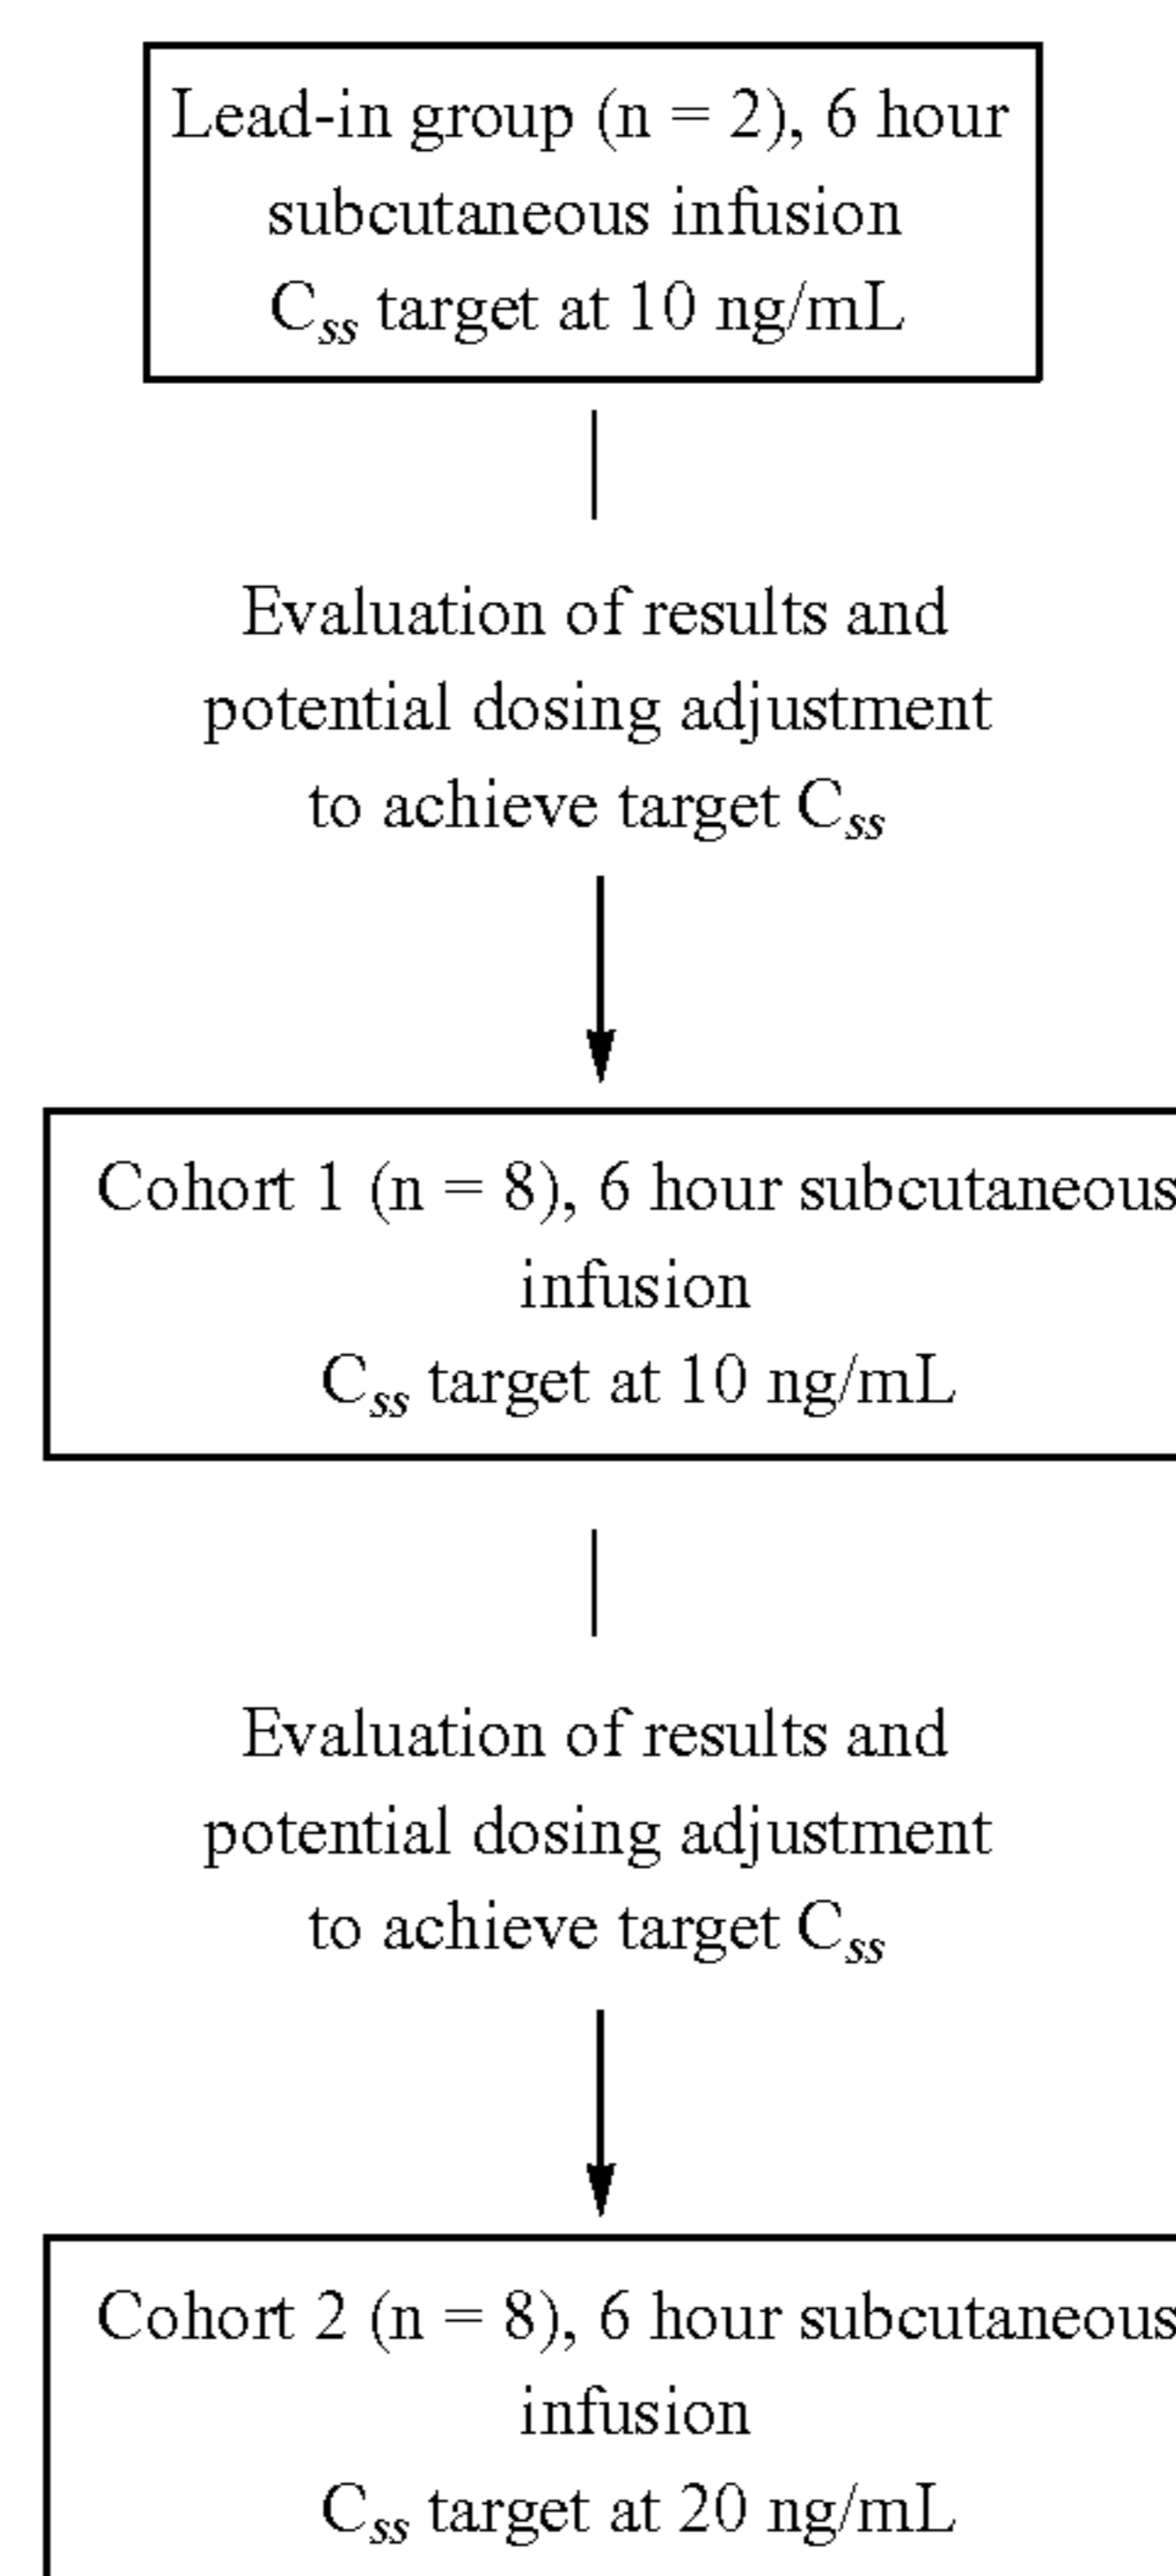 Lead-in group (n = 2), 6 hour
subcutaneous infusion
Css target at 10 ng/mL
Evaluation of results and
potential dosing adjustment
to achieve target Css
Cohort 1 (n = 8), 6 hour subcutaneous
infusion
Css target at 10 ng/mL
Evaluation of results and
potential dosing adjustment
to achieve target Css
Cohort 2 (n = 8), 6 hour subcutaneous
infusion
Css target at 20 ng/mL